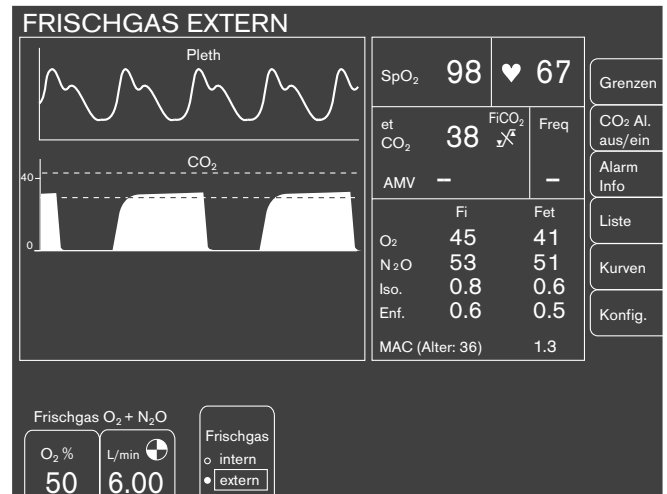 FRISCHGAS EXTERN
Pleth
CO₂
40
0
SpO₂ 98 ♥ 67
et CO₂ 38 FiCO₂ Freq
AMV -- --
Fi Fet
O₂ 45 41
N₂O 53 51
Iso. 0.8 0.6
Enf. 0.6 0.5
MAC (Alter: 36) 1.3
Grenzen
CO₂ Al.
aus/ein
Alarm
Info
Liste
Kurven
Konfig.
Frischgas O₂ + N₂O
O₂ % L/min
50 6.00
Frischgas
intern
extern